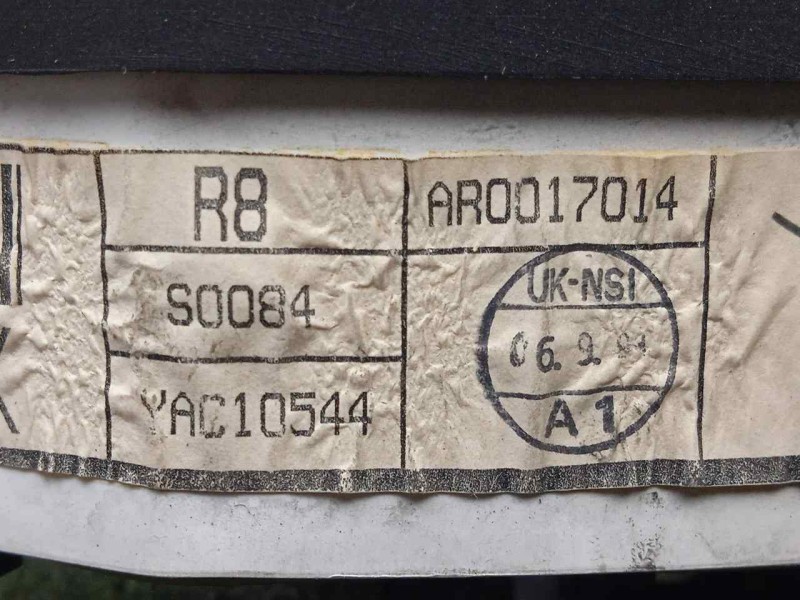 R8
AR0017014
S0084
UK-NSI
YAC10544
A1